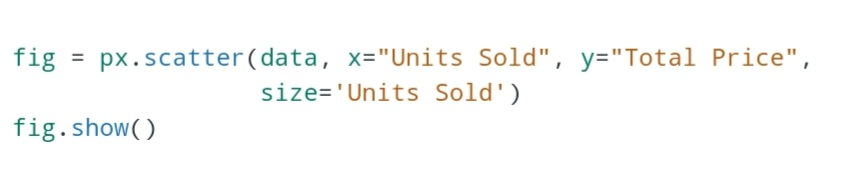 fig = px.scatter(data, x="Units Sold", y="Total Price",
                 size='Units Sold')
fig.show()